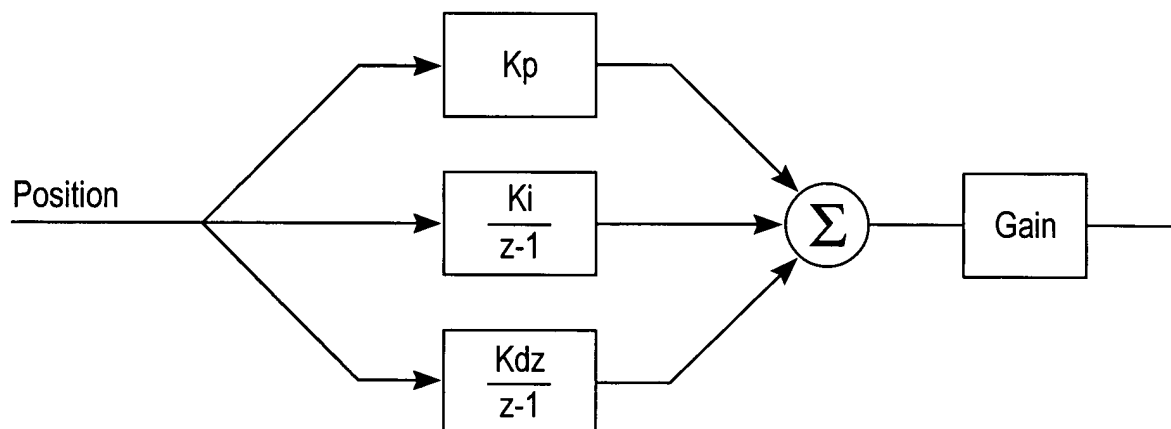 Kp
Position
Ki
z-1
Σ
Gain
Kdz
z-1